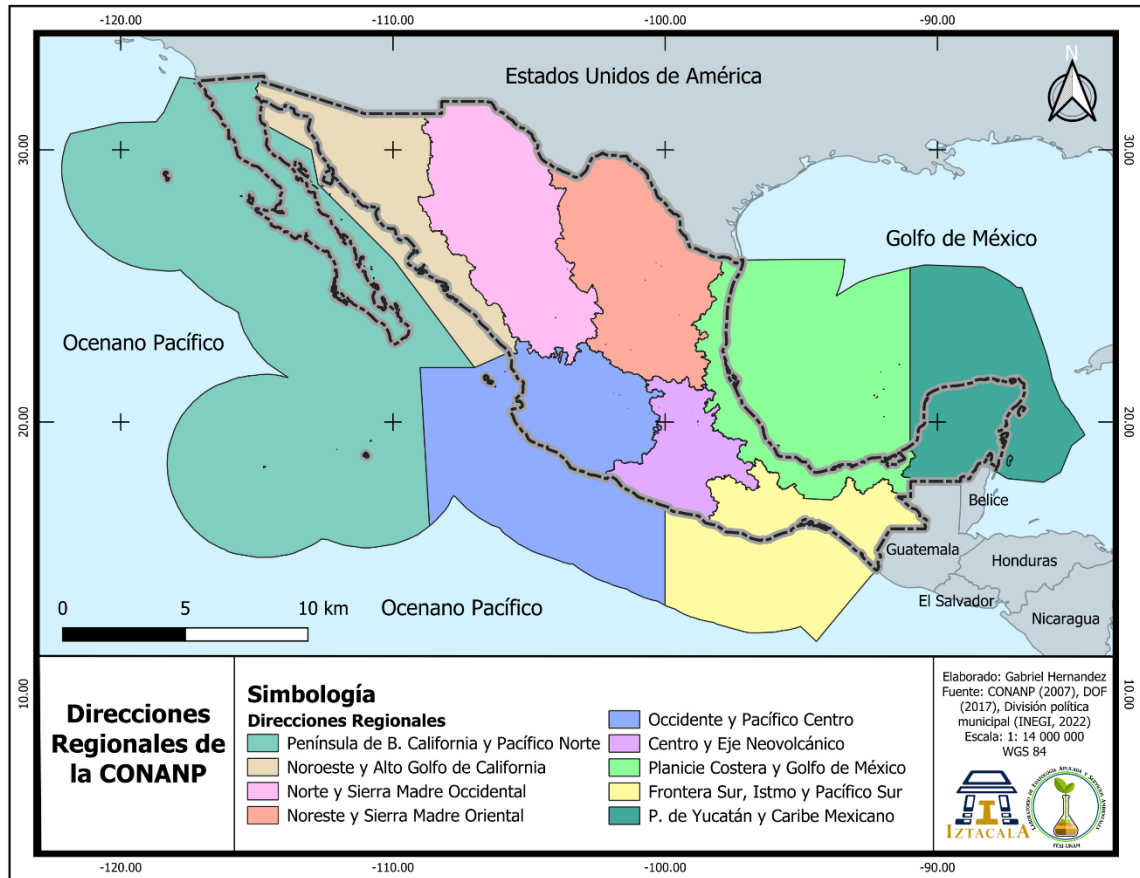 -120.00
-110.00
-100.00
-90.00
N
Estados Unidos de América
30.00
30.00
Golfo de México
Ocenano Pacífico
20.00
20.00
Belice
Guatemala
Honduras
El Salvador
Nicaragua
0 5 10 km
Ocenano Pacífico
10.00
10.00
Direcciones
Regionales de
la CONANP
Simbología
Direcciones Regionales
Península de B. California y Pacífico Norte
Noroeste y Alto Golfo de California
Norte y Sierra Madre Occidental
Noreste y Sierra Madre Oriental
Occidente y Pacífico Centro
Centro y Eje Neovolcánico
Planicie Costera y Golfo de México
Frontera Sur, Istmo y Pacífico Sur
P. de Yucatán y Caribe Mexicano
Elaborado: Gabriel Hernandez
Fuente: CONANP (2007), DOF
(2017), División política
municipal (INEGI, 2022)
Escala: 1: 14 000 000
WGS 84
IZTACALA
FESI-UNAM
-120.00
-110.00
-100.00
-90.00